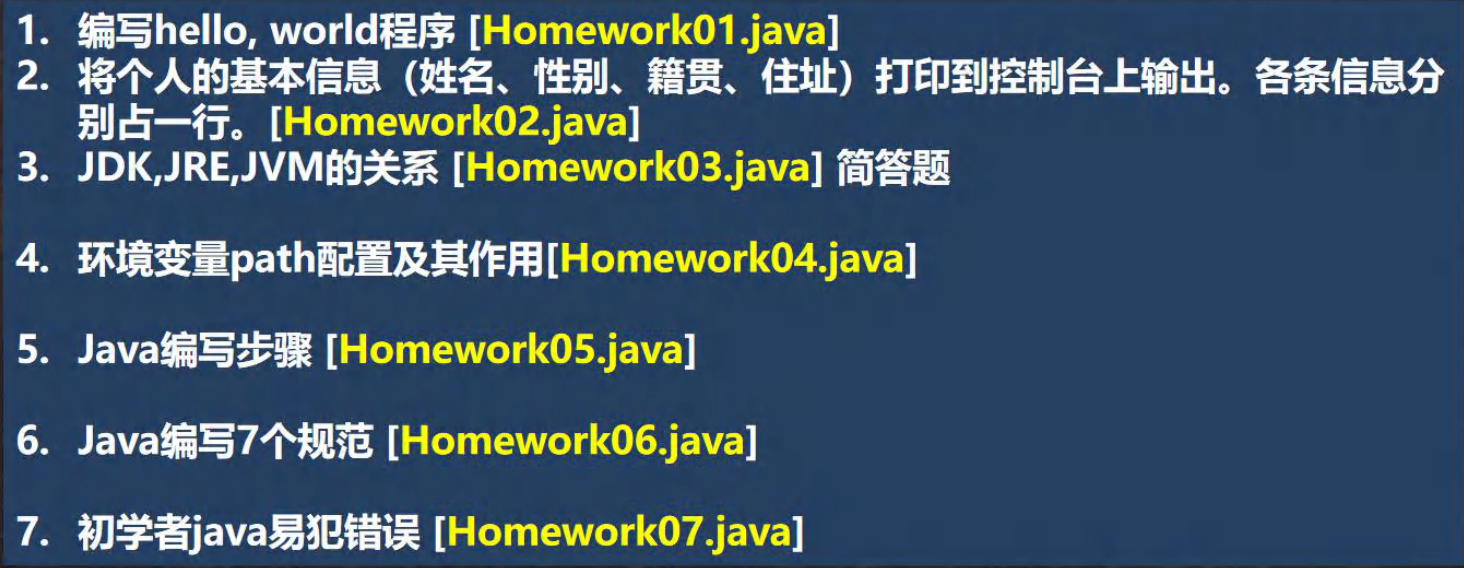 1. 编写hello, world程序 [Homework01.java]
2. 将个人的基本信息（姓名、性别、籍贯、住址）打印到控制台上输出。各条信息分
别占一行。[Homework02.java]
3. JDK,JRE,JVM的关系 [Homework03.java] 简答题
4. 环境变量path配置及其作用[Homework04.java]
5. Java编写步骤 [Homework05.java]
6. Java编写7个规范 [Homework06.java]
7. 初学者java易犯错误 [Homework07.java]